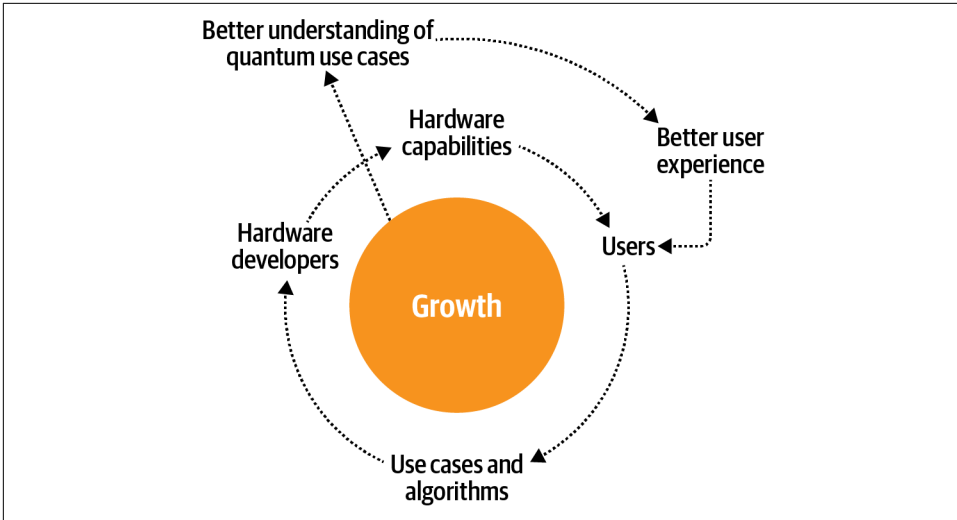 Better understanding of
quantum use cases
Hardware
capabilities
Better user
experience
Hardware
developers
Users
Growth
Use cases and
algorithms